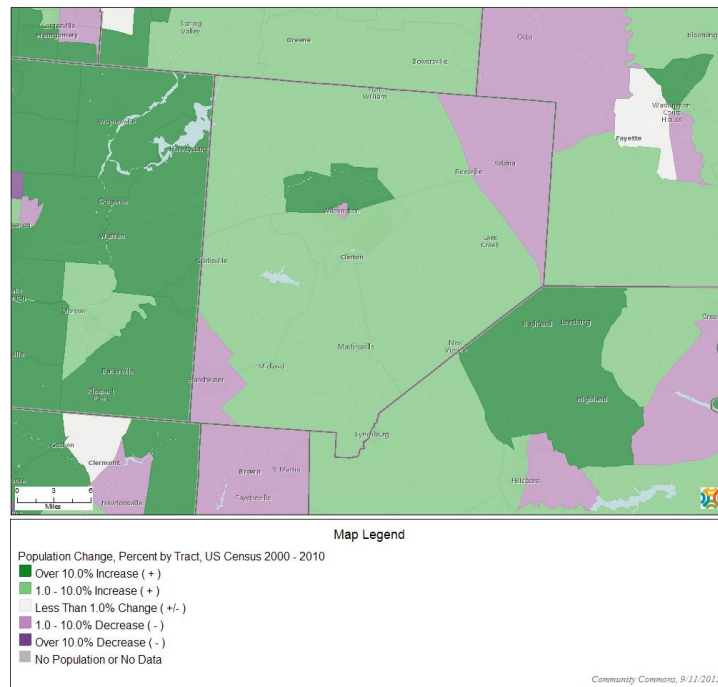 Centerville
Montgomery
Spring
Valley
Greene
Bowersville
Port
William
Bloomingb
Washington
Court
House
Fayette
Waynesville
Harveysburg
Sabina
Reesville
Oregonia
Wilmington
Warren
Lees
Creek
Clarksville
Clinton
Morrow
Highland
Leesburg
New
Vienna
Martinsville
Midland
Blanchester
Butlerville
Pleasant
Plain
Highland
Lynchburg
Goshen
Clermont
Brown
St Martin
Hillsboro
Newtonsville
Fayetteville
0 3 6
Miles
Map Legend
Population Change, Percent by Tract, US Census 2000 - 2010
Over 10.0% Increase ( + )
1.0 - 10.0% Increase ( + )
Less Than 1.0% Change ( +/- )
1.0 - 10.0% Decrease ( - )
Over 10.0% Decrease ( - )
No Population or No Data